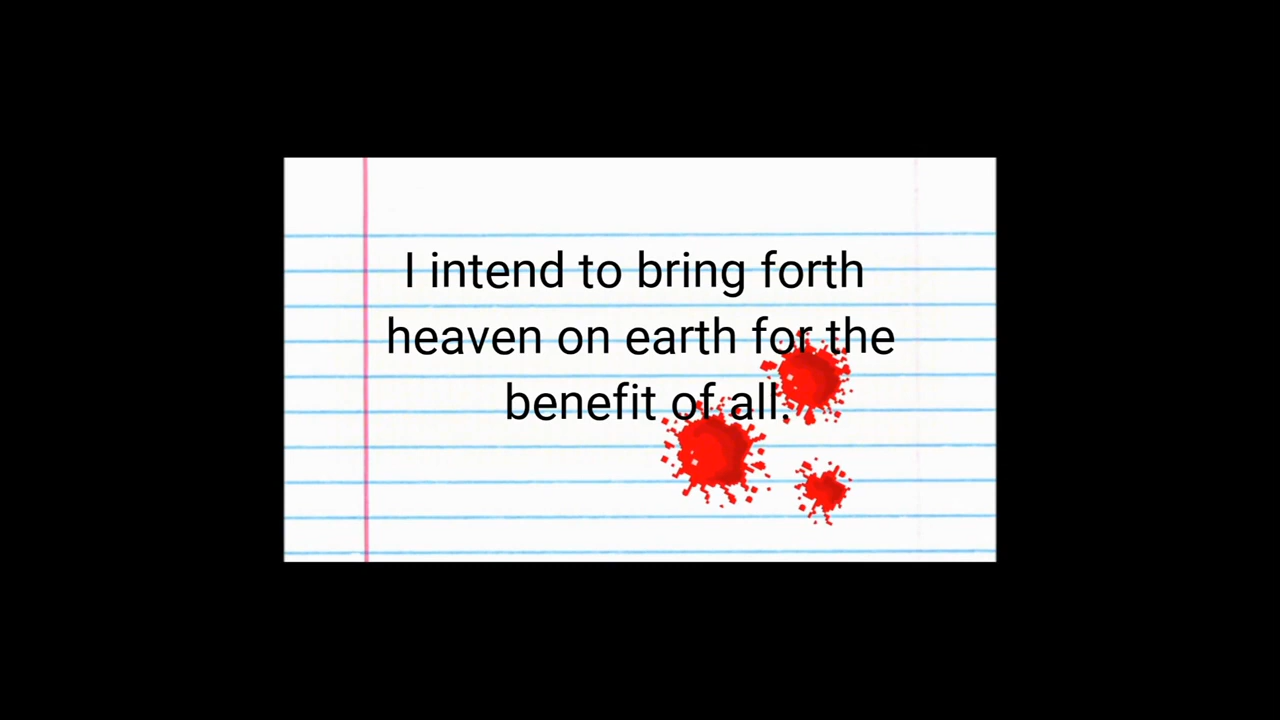 I intend to bring forth
heaven on earth for the
benefit of all.